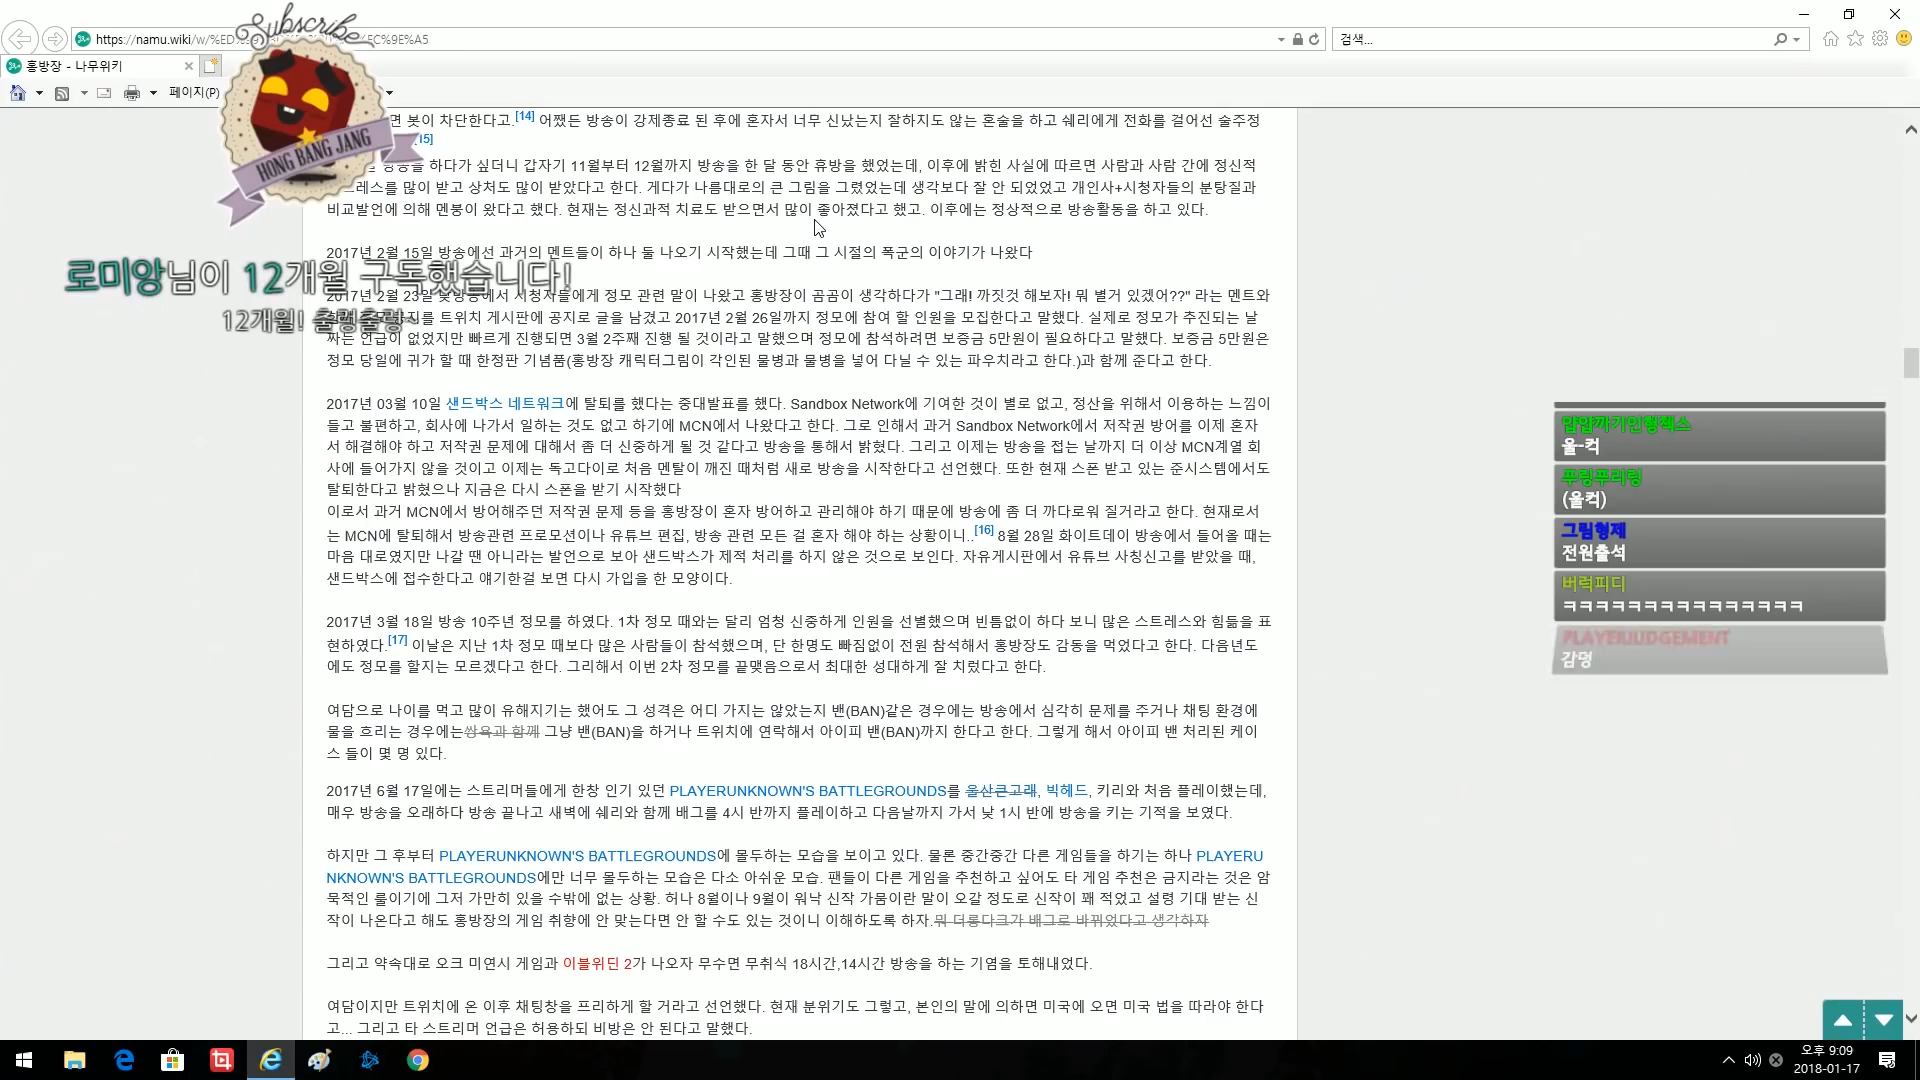 https://namu.wiki/w/%ED%
%EC%9E%A5
검색...
홍방장 - 나무위키
페이지(P)
Subscribe
HONG BANG JANG
로미앙님이 12개월 구독했습니다!
12개월! 출렁출렁~
면 봇이 차단한다고.[14] 어쨌든 방송이 강제종료 된 후에 혼자서 너무 신났는지 잘하지도 않는 혼술을 하고 쉐리에게 전화를 걸어선 술주정
15]
방송을 하다가 싶더니 갑자기 11월부터 12월까지 방송을 한 달 동안 휴방을 했었는데, 이후에 밝힌 사실에 따르면 사람과 사람 간에 정신적
트레스를 많이 받고 상처도 많이 받았다고 한다. 게다가 나름대로의 큰 그림을 그렸었는데 생각보다 잘 안 되었었고 개인사+시청자들의 분탕질과
비교발언에 의해 멘붕이 왔다고 했다. 현재는 정신과적 치료도 받으면서 많이 좋아졌다고 했고. 이후에는 정상적으로 방송활동을 하고 있다.
2017년 2월 15일 방송에선 과거의 멘트들이 하나 둘 나오기 시작했는데 그때 그 시절의 폭군의 이야기가 나왔다
2017년 2월 23일 낮방송에서 시청자들에게 정모 관련 말이 나왔고 홍방장이 곰곰이 생각하다가 "그래! 까짓것 해보자! 뭐 별거 있겠어??" 라는 멘트와
를 트위치 게시판에 공지로 글을 남겼고 2017년 2월 26일까지 정모에 참여 할 인원을 모집한다고 말했다. 실제로 정모가 추진되는 날
짜는 언급이 없었지만 빠르게 진행되면 3월 2주째 진행 될 것이라고 말했으며 정모에 참석하려면 보증금 5만원이 필요하다고 말했다. 보증금 5만원은
정모 당일에 귀가 할 때 한정판 기념품(홍방장 캐릭터그림이 각인된 물병과 물병을 넣어 다닐 수 있는 파우치라고 한다.)과 함께 준다고 한다.
2017년 03월 10일 샌드박스 네트워크에 탈퇴를 했다는 중대발표를 했다. Sandbox Network에 기여한 것이 별로 없고, 정산을 위해서 이용하는 느낌이
들고 불편하고, 회사에 나가서 일하는 것도 없고 하기에 MCN에서 나왔다고 한다. 그로 인해서 과거 Sandbox Network에서 저작권 방어를 이제 혼자
서 해결해야 하고 저작권 문제에 대해서 좀 더 신중하게 될 것 같다고 방송을 통해서 밝혔다. 그리고 이제는 방송을 접는 날까지 더 이상 MCN계열 회
사에 들어가지 않을 것이고 이제는 독고다이로 처음 멘탈이 깨진 때처럼 새로 방송을 시작한다고 선언했다. 또한 현재 스폰 받고 있는 준시스템에서도
탈퇴한다고 밝혔으나 지금은 다시 스폰을 받기 시작했다
이로서 과거 MCN에서 방어해주던 저작권 문제 등을 홍방장이 혼자 방어하고 관리해야 하기 때문에 방송에 좀 더 까다로워 질거라고 한다. 현재로서
는 MCN에 탈퇴해서 방송관련 프로모션이나 유튜브 편집, 방송 관련 모든 걸 혼자 해야 하는 상황이니..[16] 8월 28일 화이트데이 방송에서 들어올 때는
마음 대로였지만 나갈 땐 아니라는 발언으로 보아 샌드박스가 제적 처리를 하지 않은 것으로 보인다. 자유게시판에서 유튜브 사칭신고를 받았을 때,
샌드박스에 접수한다고 얘기한걸 보면 다시 가입을 한 모양이다.
2017년 3월 18일 방송 10주년 정모를 하였다. 1차 정모 때와는 달리 엄청 신중하게 인원을 선별했으며 빈틈없이 하다 보니 많은 스트레스와 힘듦을 표
현하였다.[17] 이날은 지난 1차 정모 때보다 많은 사람들이 참석했으며, 단 한명도 빠짐없이 전원 참석해서 홍방장도 감동을 먹었다고 한다. 다음년도
에도 정모를 할지는 모르겠다고 한다. 그리해서 이번 2차 정모를 끝맺음으로서 최대한 성대하게 잘 치렀다고 한다.
여담으로 나이를 먹고 많이 유해지기는 했어도 그 성격은 어디 가지는 않았는지 밴(BAN)같은 경우에는 방송에서 심각히 문제를 주거나 채팅 환경에
물을 흐리는 경우에는쌍욕과 함께 그냥 밴(BAN)을 하거나 트위치에 연락해서 아이피 밴(BAN)까지 한다고 한다. 그렇게 해서 아이피 밴 처리된 케이
스 들이 몇 명 있다.
2017년 6월 17일에는 스트리머들에게 한창 인기 있던 PLAYERUNKNOWN'S BATTLEGROUNDS를 울산큰고래, 빅헤드, 키리와 처음 플레이했는데,
매우 방송을 오래하다 방송 끝나고 새벽에 쉐리와 함께 배그를 4시 반까지 플레이하고 다음날까지 가서 낮 1시 반에 방송을 키는 기적을 보였다.
하지만 그 후부터 PLAYERUNKNOWN'S BATTLEGROUNDS에 몰두하는 모습을 보이고 있다. 물론 중간중간 다른 게임들을 하기는 하나 PLAYERU
NKNOWN'S BATTLEGROUNDS에만 너무 몰두하는 모습은 다소 아쉬운 모습. 팬들이 다른 게임을 추천하고 싶어도 타 게임 추천은 금지라는 것은 암
묵적인 룰이기에 그저 가만히 있을 수밖에 없는 상황. 허나 8월이나 9월이 워낙 신작 가뭄이란 말이 오갈 정도로 신작이 꽤 적었고 설령 기대 받는 신
작이 나온다고 해도 홍방장의 게임 취향에 안 맞는다면 안 할 수도 있는 것이니 이해하도록 하자.뭐 더롱다크가 배그로 바뀌었다고 생각하자
그리고 약속대로 오크 미연시 게임과 이블위딘 2가 나오자 무수면 무취식 18시간,14시간 방송을 하는 기염을 토해내었다.
여담이지만 트위치에 온 이후 채팅창을 프리하게 할 거라고 선언했다. 현재 분위기도 그렇고, 본인의 말에 의하면 미국에 오면 미국 법을 따라야 한다
고... 그리고 타 스트리머 언급은 허용하되 비방은 안 된다고 말했다.
울-컥
푸링푸리링
(울컥)
그림형제
전원출석
버럭피디
ㅋㅋㅋㅋㅋㅋㅋㅋㅋㅋㅋㅋㅋㅋㅋ
PLAYERJUDGEMENT
감덩
오후 9:09
2018-01-17